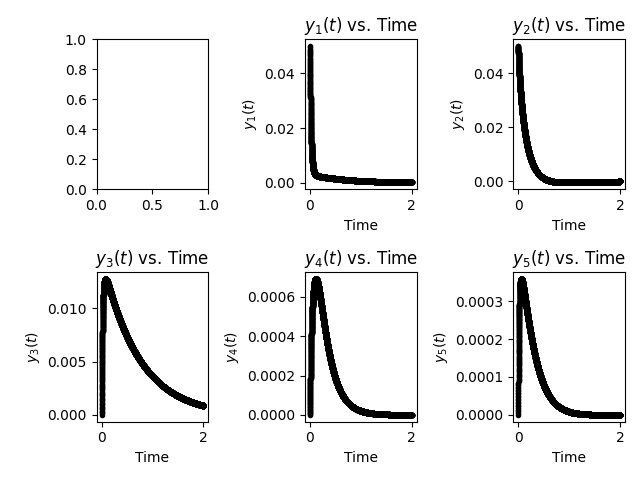 y₁(t) vs. Time
y₂(t) vs. Time
1.0
0.8
0.6
0.4
0.2
0.0
0.0 0.5 1.0
y₁(t)
0.04
0.02
0.00
0 2
Time
y₂(t)
0.04
0.02
0.00
0 2
Time
y₃(t) vs. Time
y₃(t)
0.010
0.005
0.000
0 2
Time
y₄(t) vs. Time
y₄(t)
0.0006
0.0004
0.0002
0.0000
0 2
Time
y₅(t) vs. Time
y₅(t)
0.0003
0.0002
0.0001
0.0000
0 2
Time